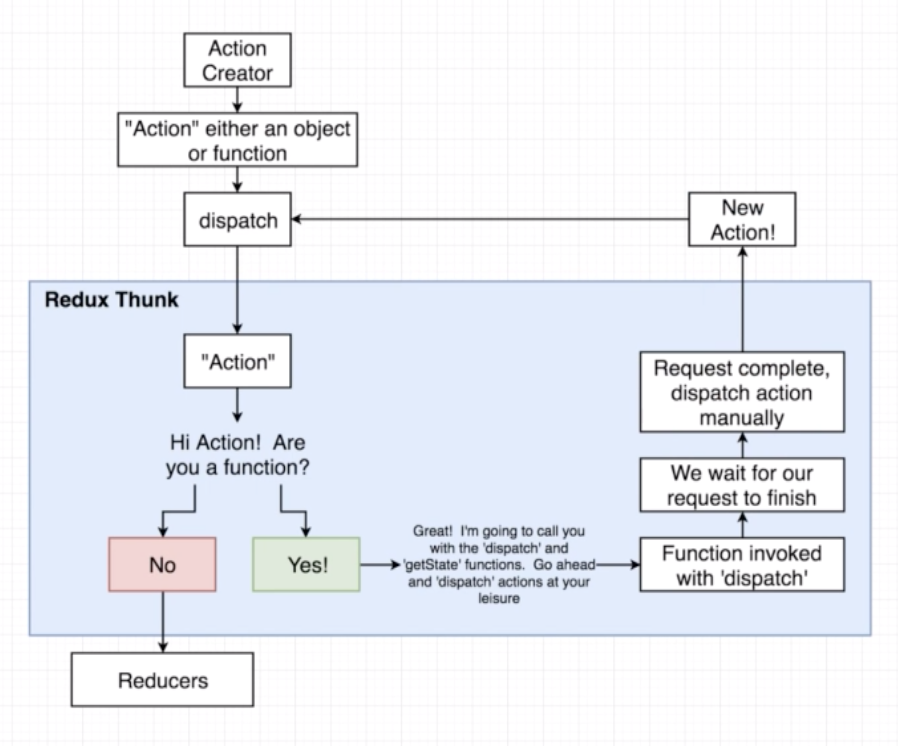 Action
Creator
"Action" either an object
or function
dispatch
New
Action!
Redux Thunk
"Action"
Hi Action! Are
you a function?
No
Yes!
Great! I'm going to call you
with the 'dispatch' and
'getState' functions. Go ahead
and 'dispatch' actions at your
leisure
Request complete,
dispatch action
manually
We wait for our
request to finish
Function invoked
with 'dispatch'
Reducers